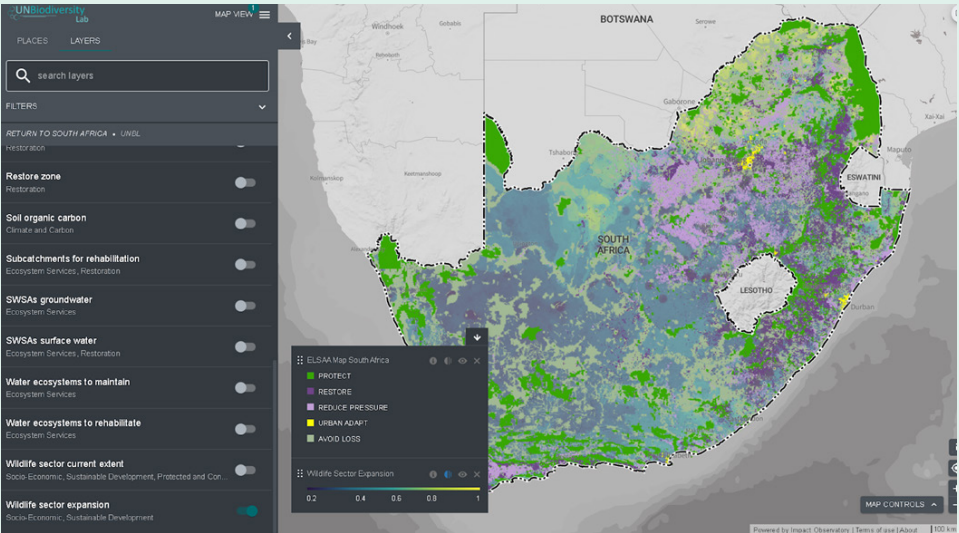 UNBiodiversity
Lab
MAP VIEW
1
PLACES
LAYERS
search layers
FILTERS
RETURN TO SOUTH AFRICA • UNBL
Restoration
Restore zone
Restoration
Soil organic carbon
Climate and Carbon
Subcatchments for rehabilitation
Ecosystem Services, Restoration
SWSAs groundwater
Ecosystem Services
SWSAs surface water
Ecosystem Services, Restoration
Water ecosystems to maintain
Ecosystem Services
Water ecosystems to rehabilitate
Ecosystem Services
Wildlife sector current extent
Socio-Economic, Sustainable Development, Protected and Con...
Wildlife sector expansion
Socio-Economic, Sustainable Development
Windhoek
Gobabis
BOTSWANA
Serowe
Bay
Rehoboth
Gaborone
Xai-Xai
Tshabong
Maputo
Keetmanshoop
ESWATINI
SOUTH
AFRICA
LESOTHO
Durban
ELSAA Map South Africa
PROTECT
RESTORE
REDUCE PRESSURE
URBAN ADAPT
AVOID LOSS
Wildlife Sector Expansion
0.2 0.4 0.6 0.8 1
MAP CONTROLS
Powered by Impact Observatory | Terms of use | About
100 km